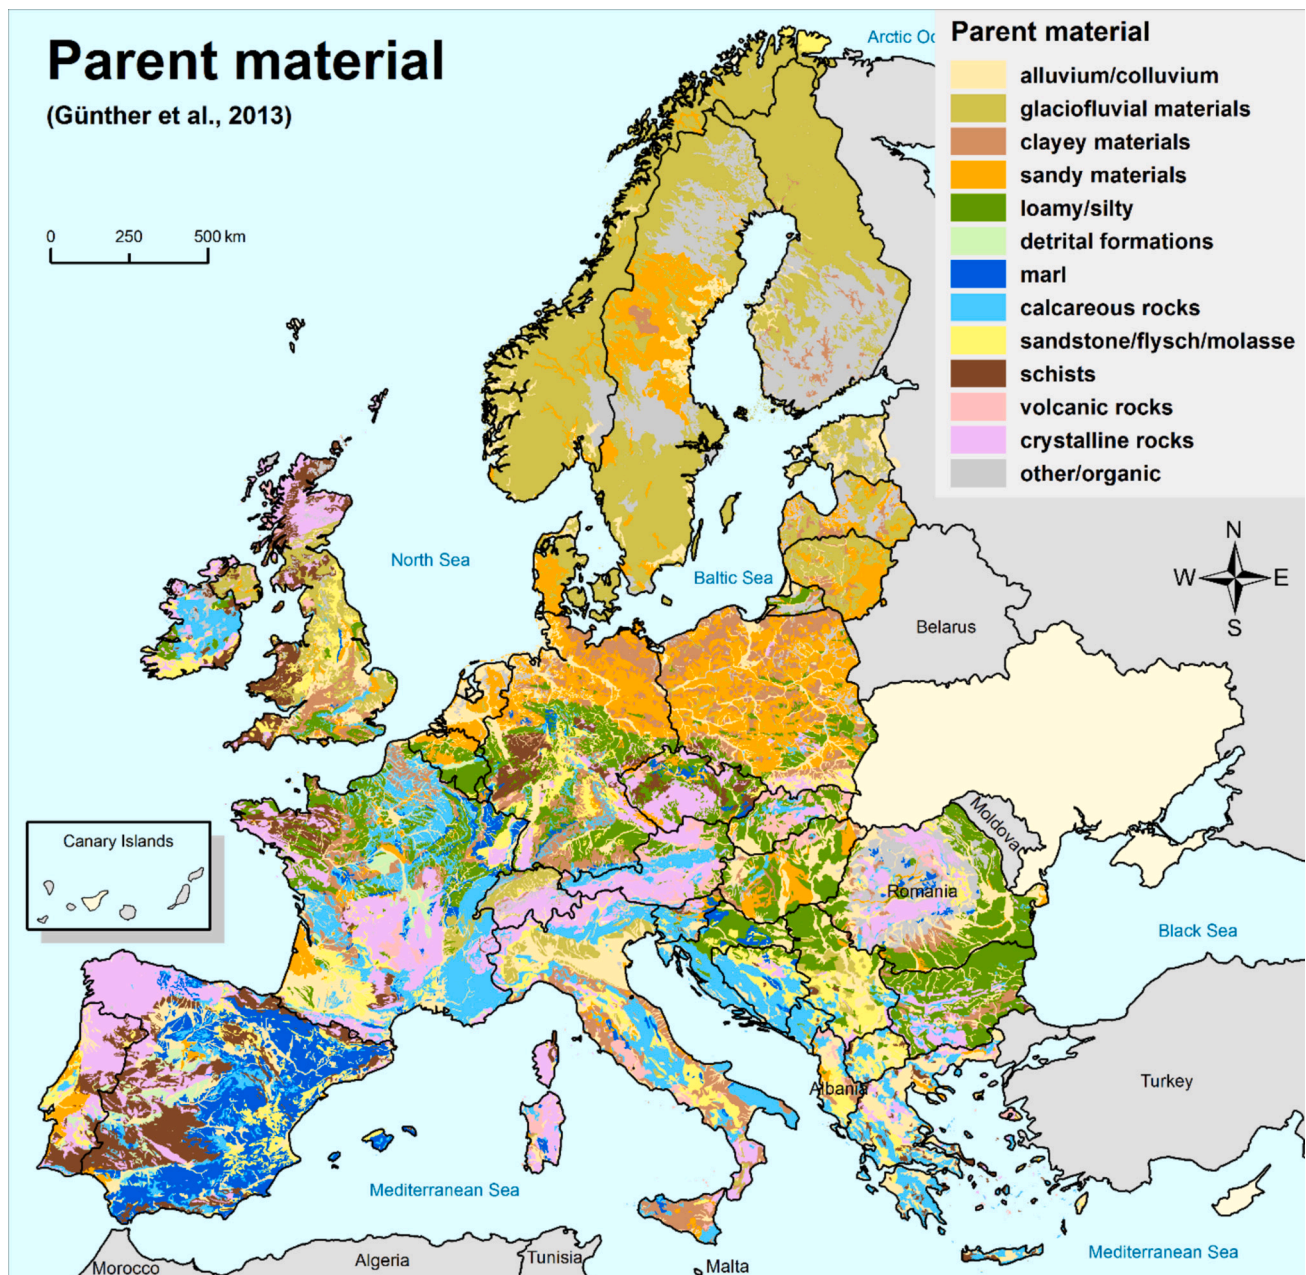 Parent material
(Günther et al., 2013)
0 250 500 km
Arctic Oc
Parent material
alluvium/colluvium
glaciofluvial materials
clayey materials
sandy materials
loamy/silty
detrital formations
marl
calcareous rocks
sandstone/flysch/molasse
schists
volcanic rocks
crystalline rocks
other/organic
N
W E
S
North Sea
Baltic Sea
Belarus
Moldova
Canary Islands
Romania
Black Sea
Albania
Turkey
Mediterranean Sea
Mediterranean Sea
Morocco
Algeria
Tunisia
Malta